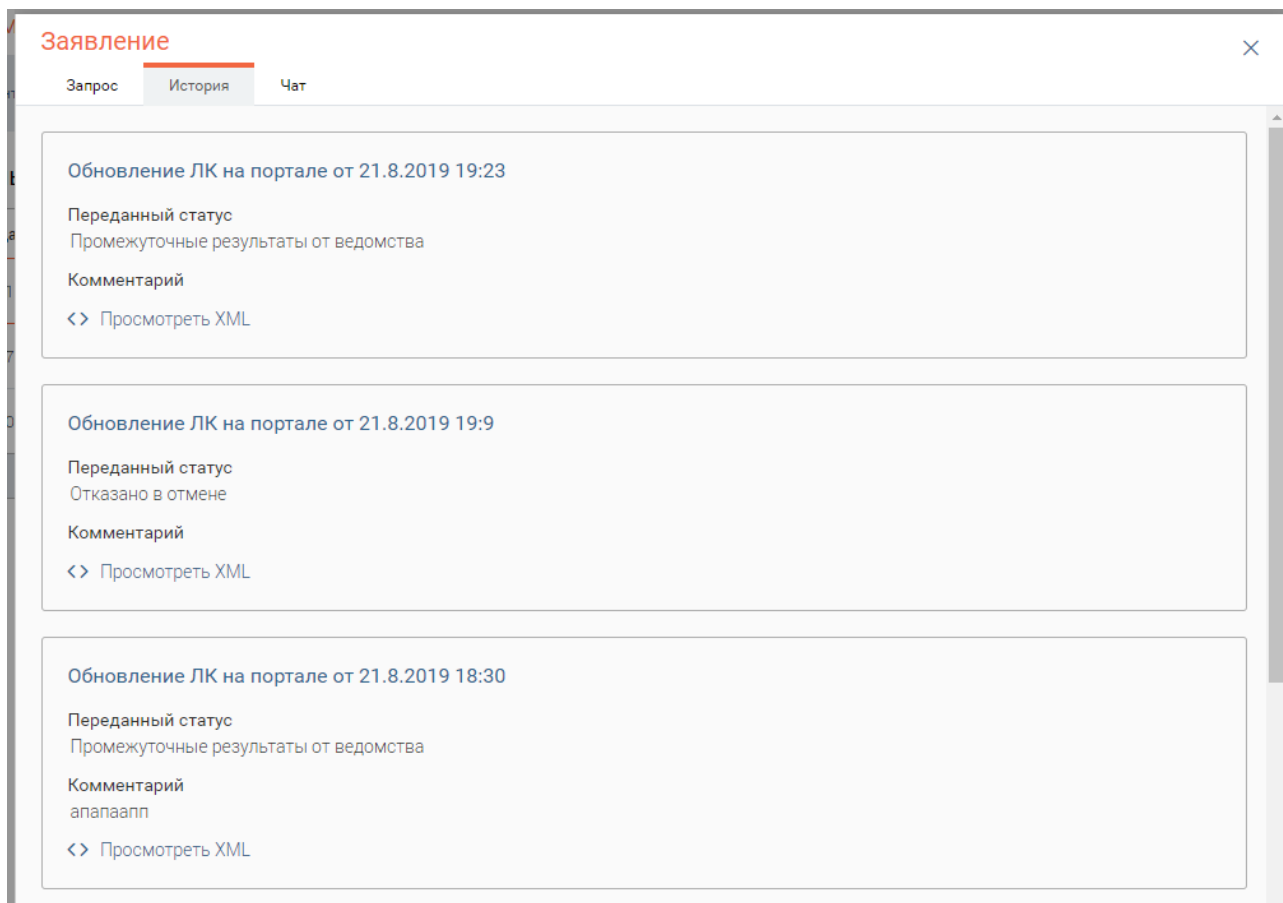 Заявление
Запрос История Чат
Обновление ЛК на портале от 21.8.2019 19:23
Переданный статус
Промежуточные результаты от ведомства
Комментарий
<> Просмотреть XML
Обновление ЛК на портале от 21.8.2019 19:9
Переданный статус
Отказано в отмене
Комментарий
<> Просмотреть XML
Обновление ЛК на портале от 21.8.2019 18:30
Переданный статус
Промежуточные результаты от ведомства
Комментарий
апапаапп
<> Просмотреть XML